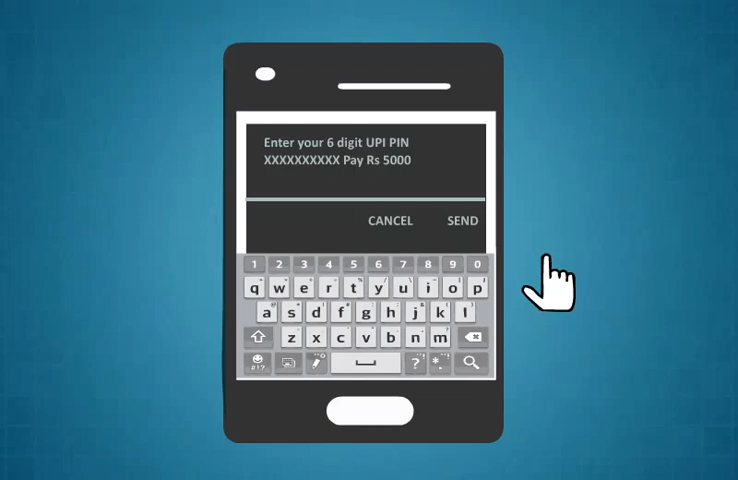 Enter your 6 digit UPI PIN
XXXXXXXXXX Pay Rs 5000
CANCEL SEND
1 2 3 4 5 6 7 8 9 0
q w e r t y u i o p
a s d f g h j k l
z x c v b n m
#!? ? *